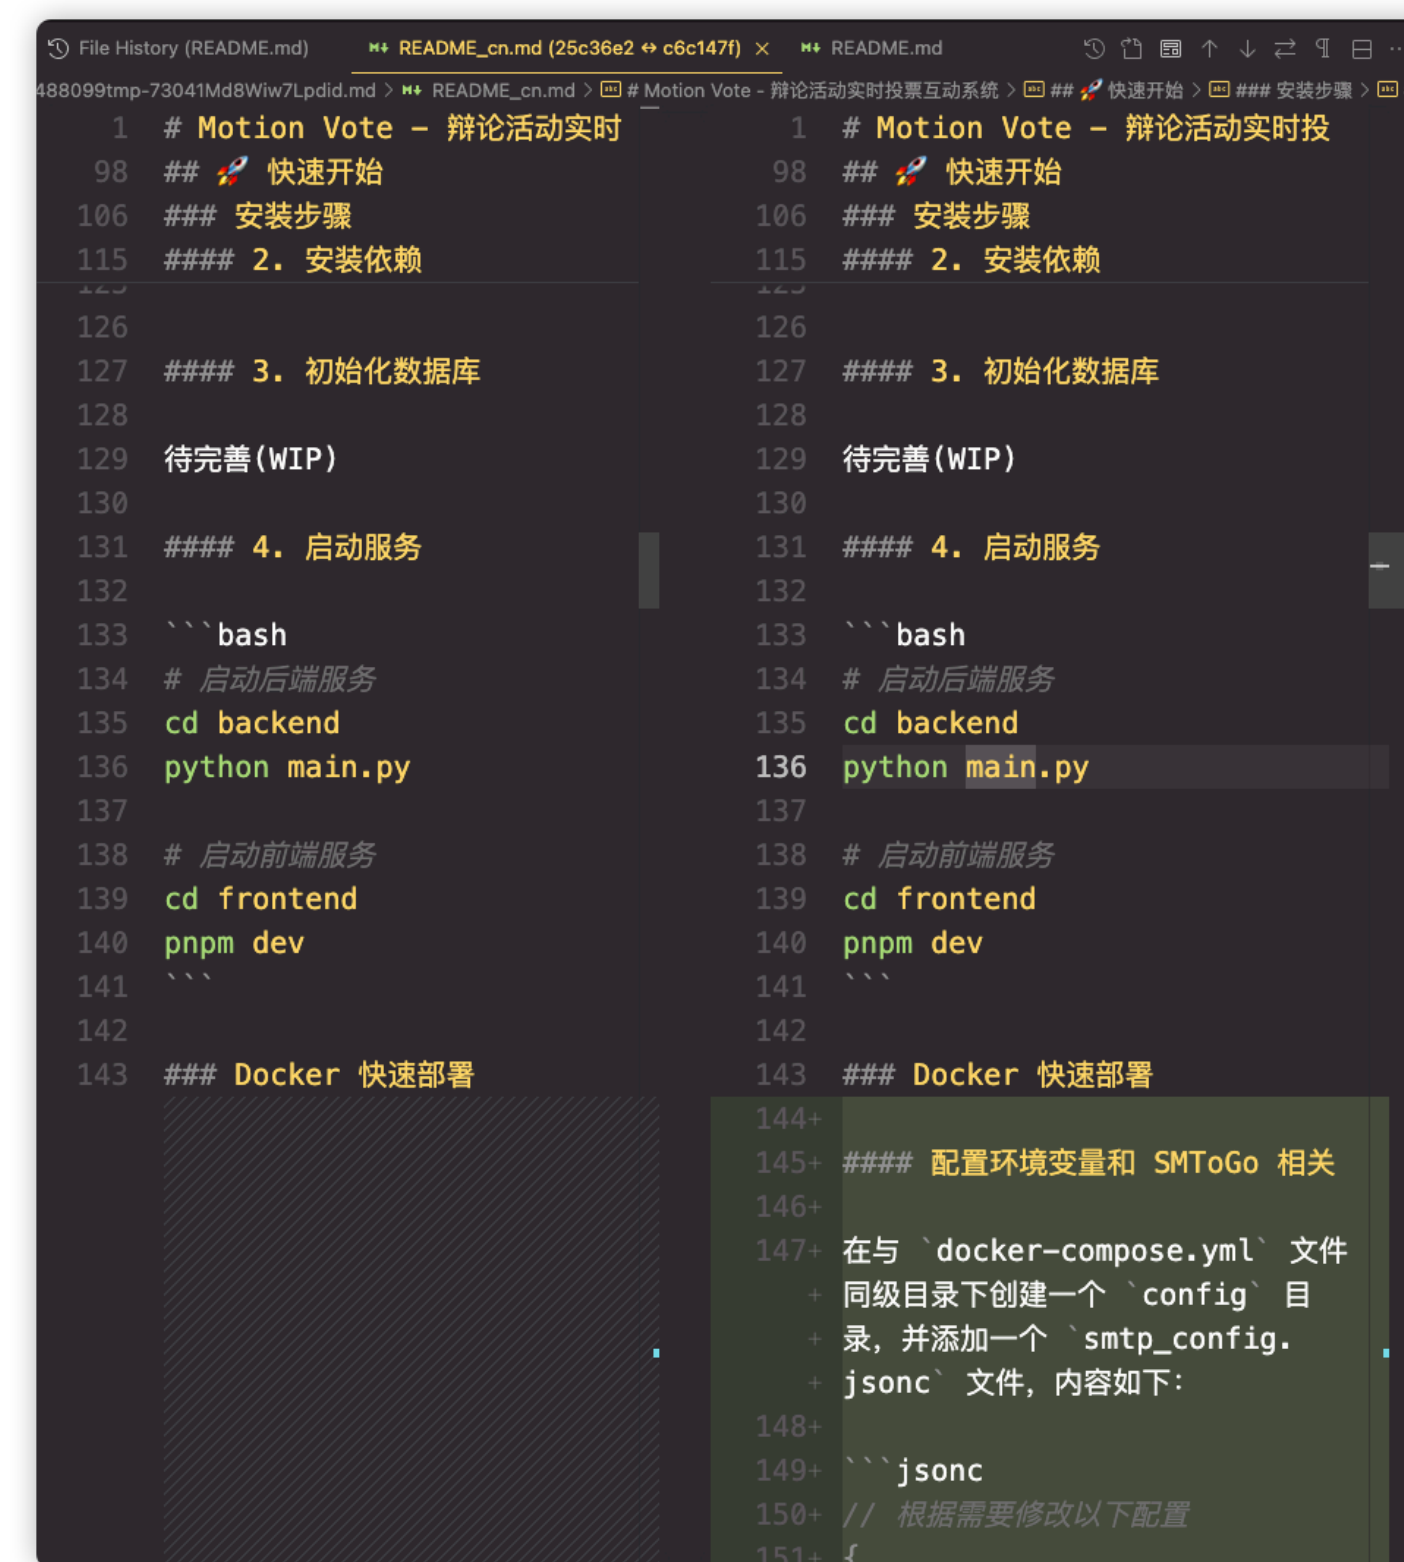 File History (README.md) README_cn.md (25c36e2 ↔ c6c147f) × README.md
488099tmp-73041Md8Wiw7Lpdid.md > README_cn.md > # Motion Vote - 辩论活动实时投票互动系统 > ## 🚀 快速开始 > ### 安装步骤 >
1 # Motion Vote – 辩论活动实时
98 ## 🚀 快速开始
106 ### 安装步骤
115 #### 2. 安装依赖
125
126
127 #### 3. 初始化数据库
128
129 待完善(WIP)
130
131 #### 4. 启动服务
132
133 ```bash
134 # 启动后端服务
135 cd backend
136 python main.py
137
138 # 启动前端服务
139 cd frontend
140 pnpm dev
141 ```
142
143 ### Docker 快速部署
1 # Motion Vote – 辩论活动实时投
98 ## 🚀 快速开始
106 ### 安装步骤
115 #### 2. 安装依赖
125
126
127 #### 3. 初始化数据库
128
129 待完善(WIP)
130
131 #### 4. 启动服务
132
133 ```bash
134 # 启动后端服务
135 cd backend
136 python main.py
137
138 # 启动前端服务
139 cd frontend
140 pnpm dev
141 ```
142
143 ### Docker 快速部署
144+
145+ #### 配置环境变量和 SMToGo 相关
146+
147+ 在与 `docker-compose.yml` 文件
+ 同级目录下创建一个 `config` 目
+ 录，并添加一个 `smtp_config.
+ jsonc` 文件，内容如下：
148+
149+ ```jsonc
150+ // 根据需要修改以下配置
151+ {